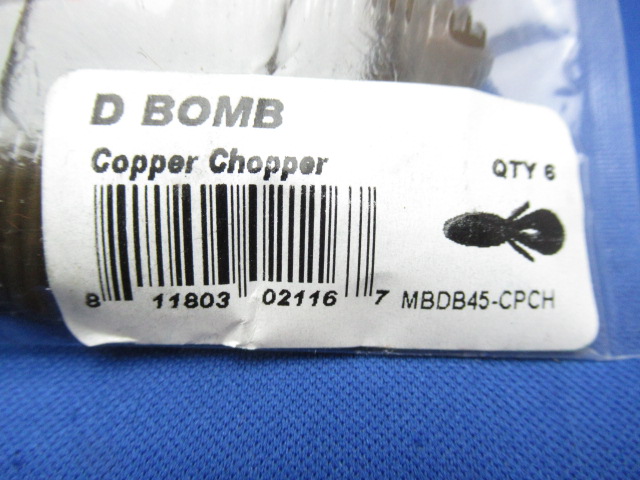 D BOMB
Copper Chopper
QTY 6
8 11803 02116 7
MBDB45-CPCH